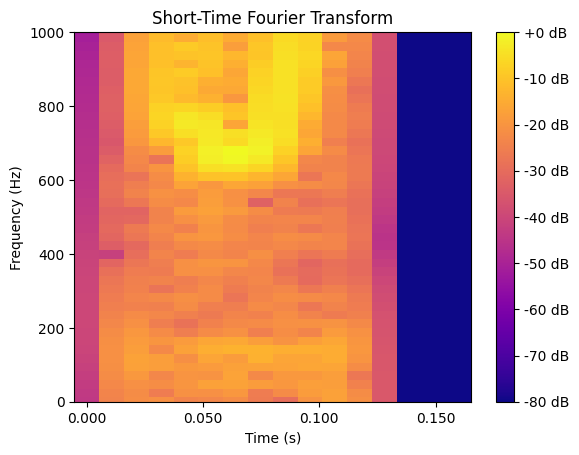 Short-Time Fourier Transform
1000
800
600
400
200
0
Frequency (Hz)
0.000
0.050
0.100
0.150
Time (s)
+0 dB
-10 dB
-20 dB
-30 dB
-40 dB
-50 dB
-60 dB
-70 dB
-80 dB